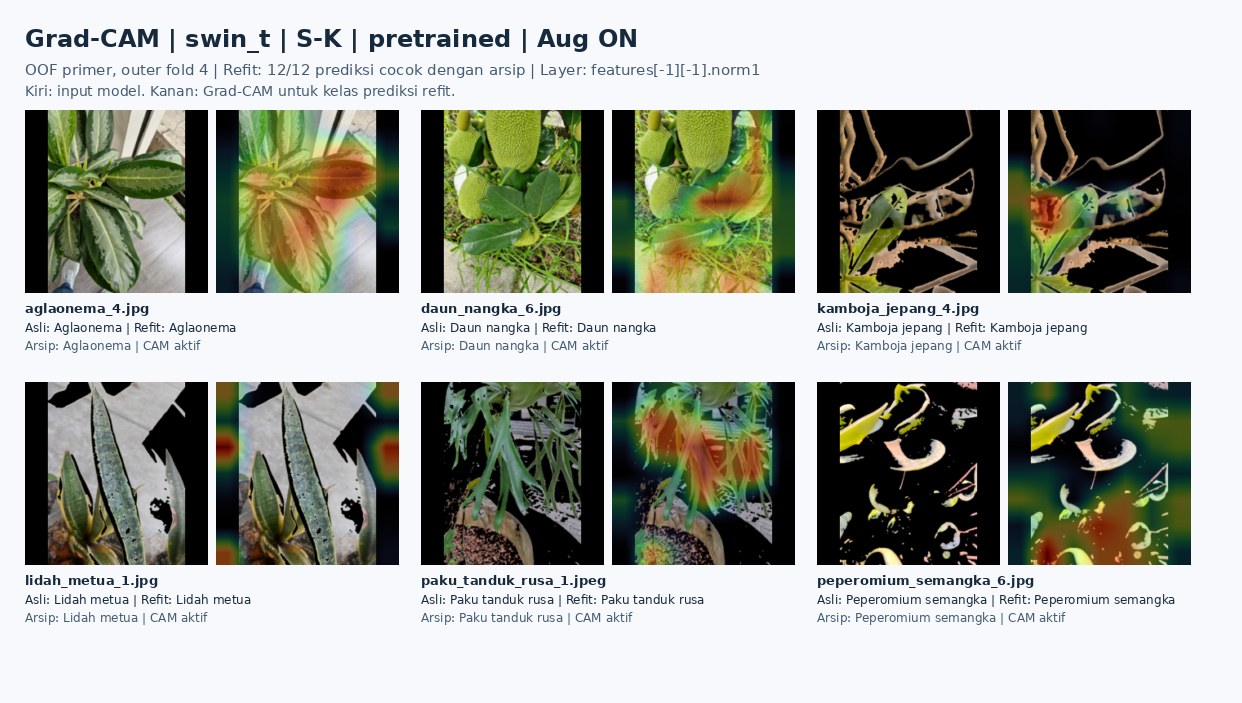 Grad-CAM | swin_t | S-K | pretrained | Aug ON
OOF primer, outer fold 4 | Refit: 12/12 prediksi cocok dengan arsip | Layer: features[-1][-1].norm1
Kiri: input model. Kanan: Grad-CAM untuk kelas prediksi refit.
aglaonema_4.jpg
Asli: Aglaonema | Refit: Aglaonema
Arsip: Aglaonema | CAM aktif
daun_nangka_6.jpg
Asli: Daun nangka | Refit: Daun nangka
Arsip: Daun nangka | CAM aktif
kamboja_jepang_4.jpg
Asli: Kamboja jepang | Refit: Kamboja jepang
Arsip: Kamboja jepang | CAM aktif
lidah_metua_1.jpg
Asli: Lidah metua | Refit: Lidah metua
Arsip: Lidah metua | CAM aktif
paku_tanduk_rusa_1.jpeg
Asli: Paku tanduk rusa | Refit: Paku tanduk rusa
Arsip: Paku tanduk rusa | CAM aktif
peperomium_semangka_6.jpg
Asli: Peperomium semangka | Refit: Peperomium semangka
Arsip: Peperomium semangka | CAM aktif